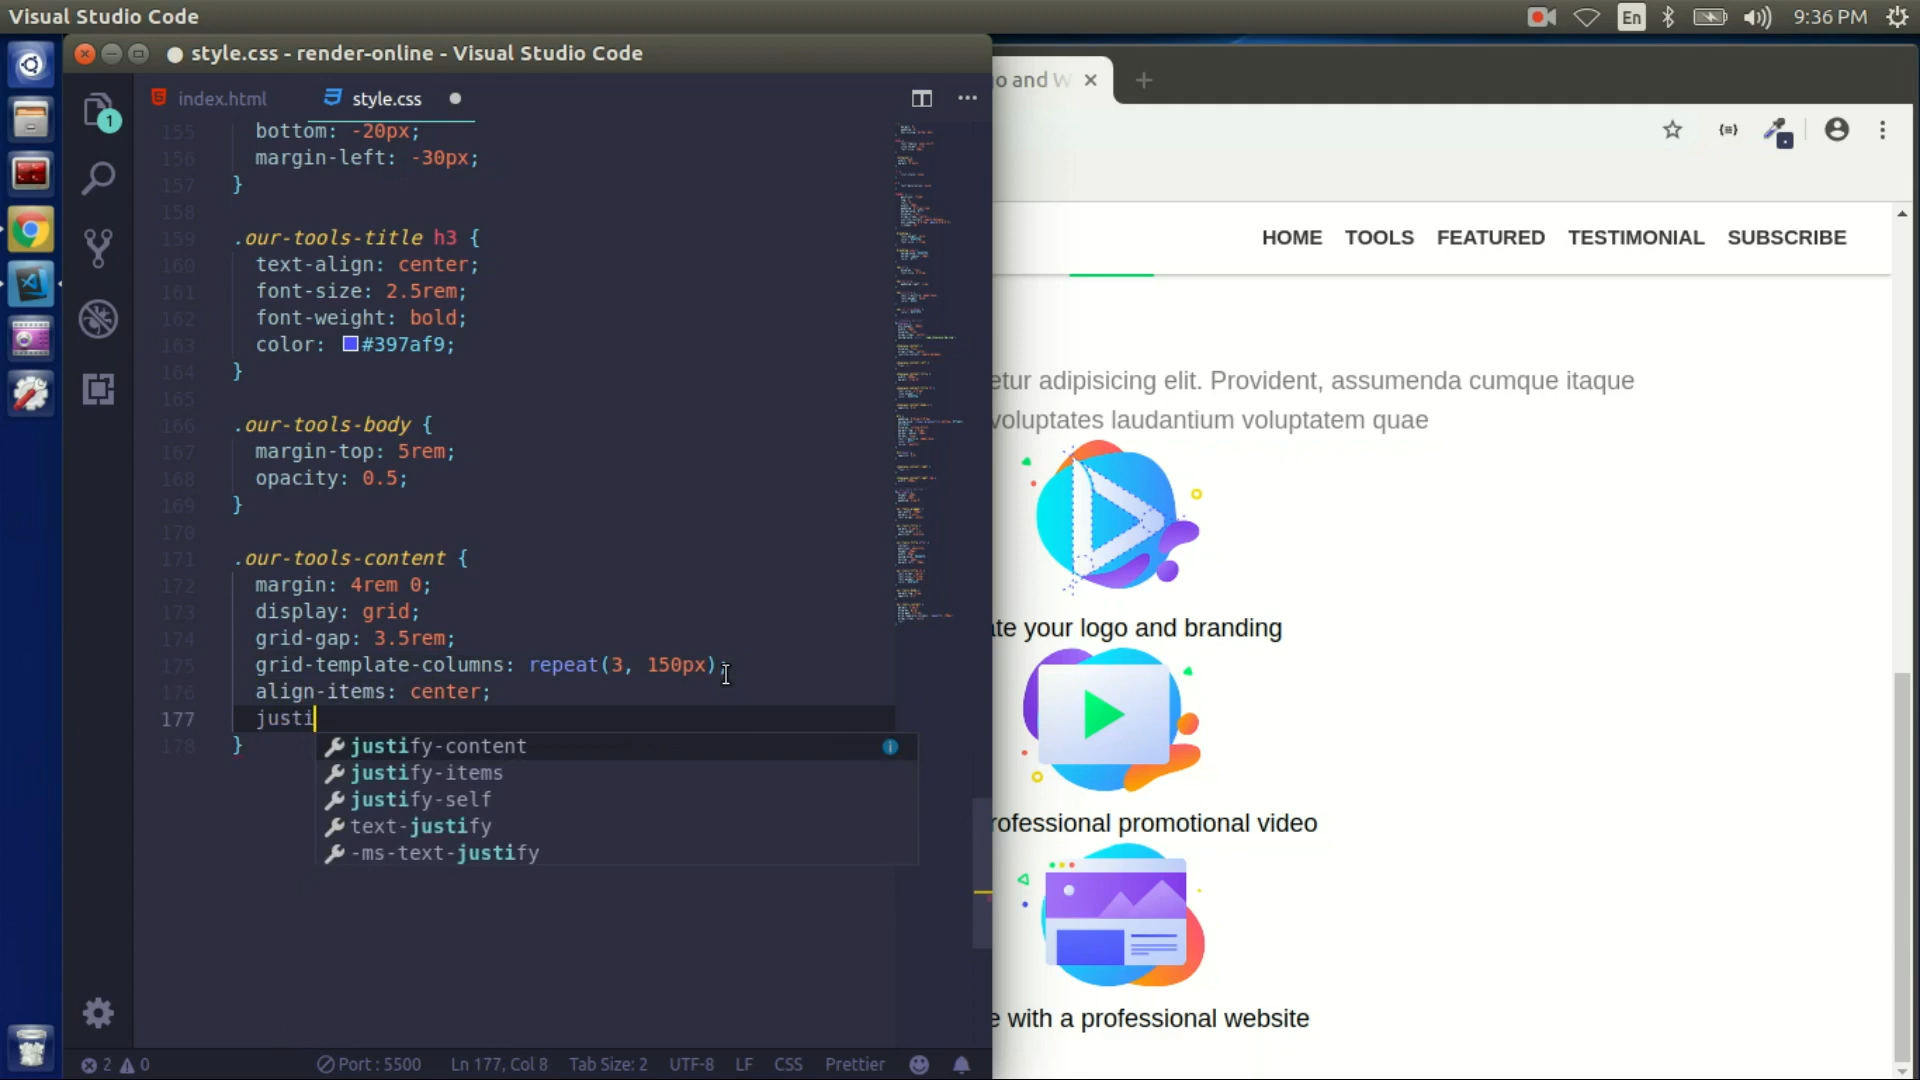 Visual Studio Code
En
9:36 PM
style.css - render-online - Visual Studio Code
index.html
style.css
o and W
1
155 bottom: -20px;
156 margin-left: -30px;
157 }
158
159 .our-tools-title h3 {
160 text-align: center;
161 font-size: 2.5rem;
162 font-weight: bold;
163 color: #397af9;
164 }
165
166 .our-tools-body {
167 margin-top: 5rem;
168 opacity: 0.5;
169 }
170
171 .our-tools-content {
172 margin: 4rem 0;
173 display: grid;
174 grid-gap: 3.5rem;
175 grid-template-columns: repeat(3, 150px);
176 align-items: center;
177 justi
178 }
justify-content
justify-items
justify-self
text-justify
-ms-text-justify
2 0
Port : 5500
Ln 177, Col 8
Tab Size: 2
UTF-8
LF
CSS
Prettier
HOME TOOLS FEATURED TESTIMONIAL SUBSCRIBE
etur adipisicing elit. Provident, assumenda cumque itaque
voluptates laudantium voluptatem quae
te your logo and branding
rofessional promotional video
e with a professional website